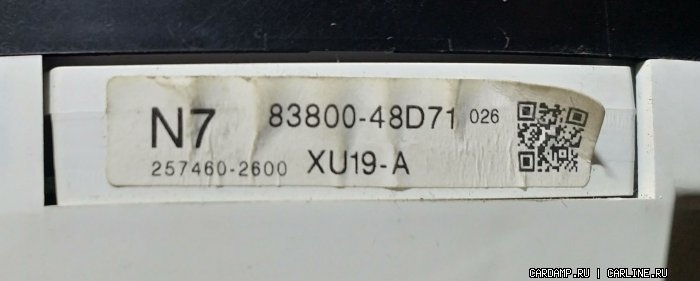 N7 83800-48D71 026
257460-2600 XU19-A
CARDAMP.RU | CARLINE.RU